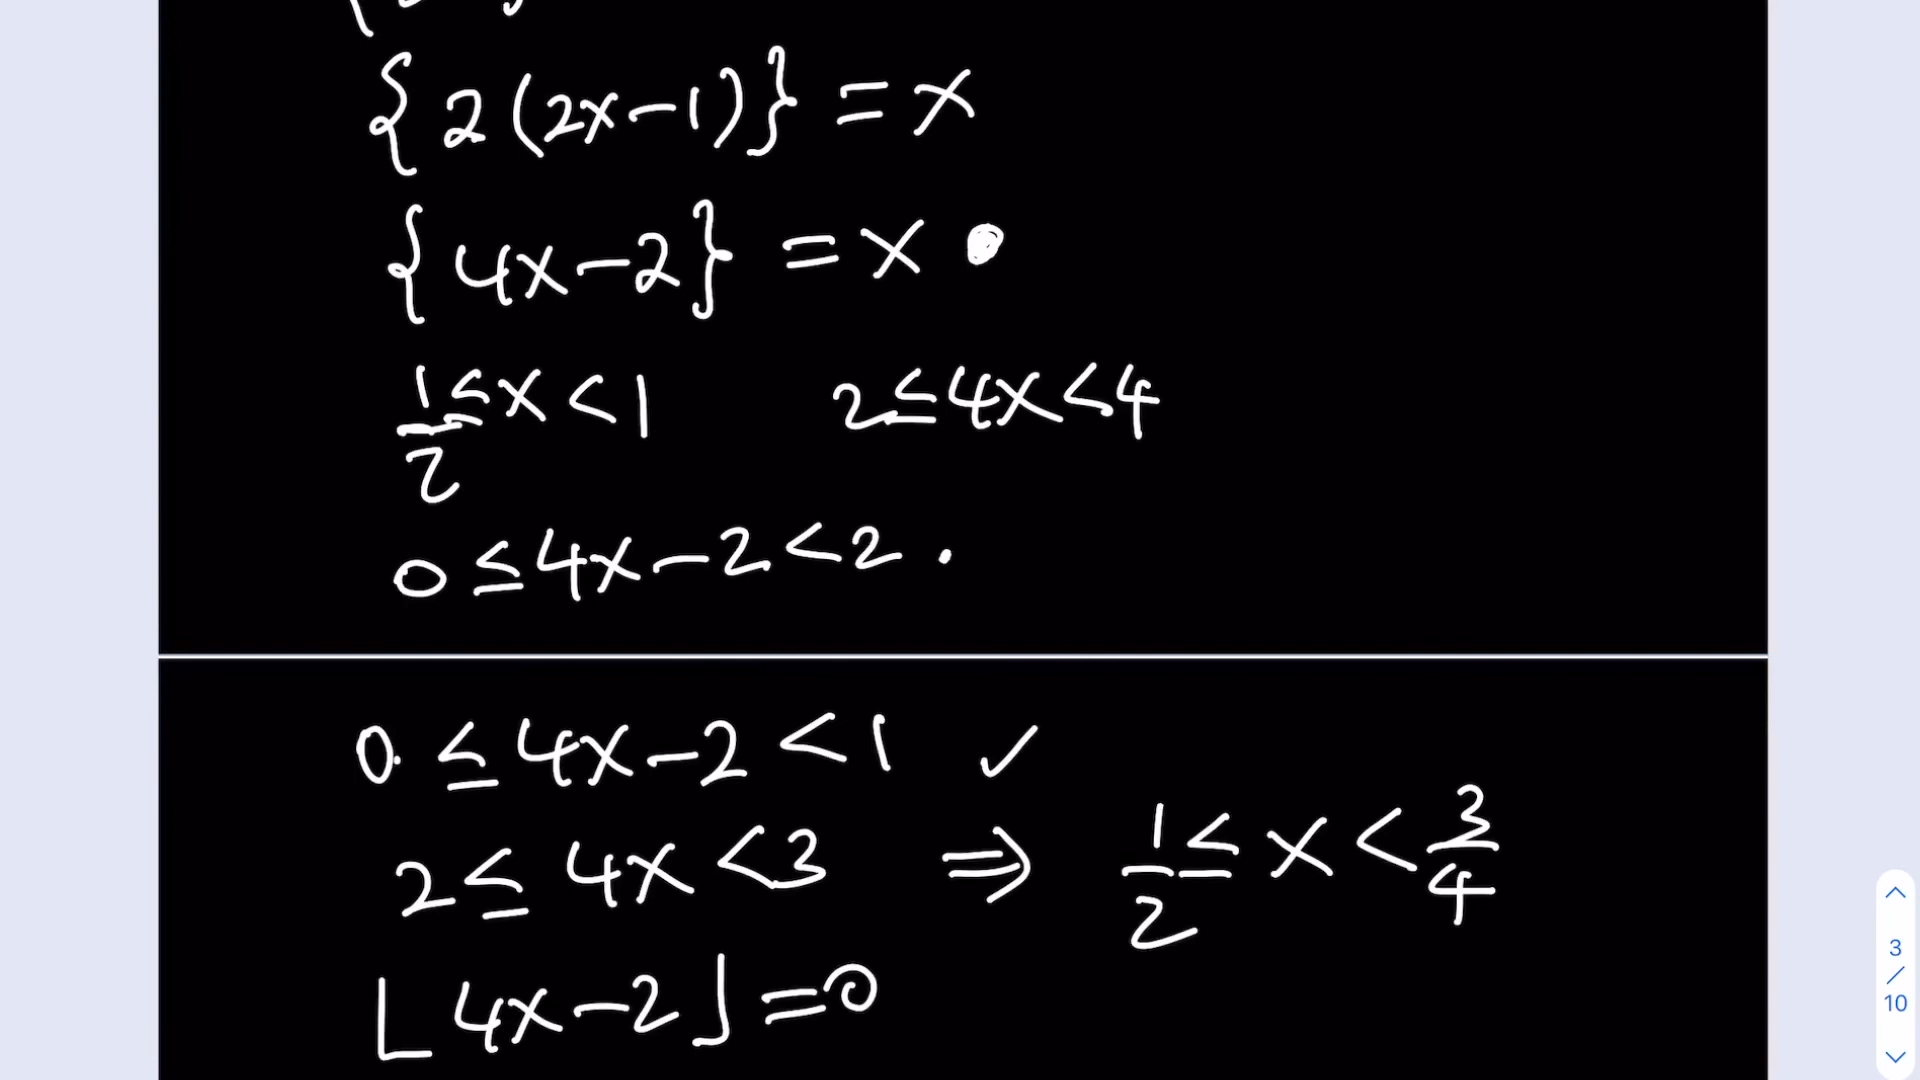 {2(2x-1)} = x
{4x-2} = x
1/2 ≤ x < 1   2 ≤ 4x < 4
0 ≤ 4x-2 < 2 .
0 ≤ 4x-2 < 1 ✓
2 ≤ 4x < 3 ⇒ 1/2 ≤ x < 3/4
⌊4x-2⌋ = 0
3 / 10